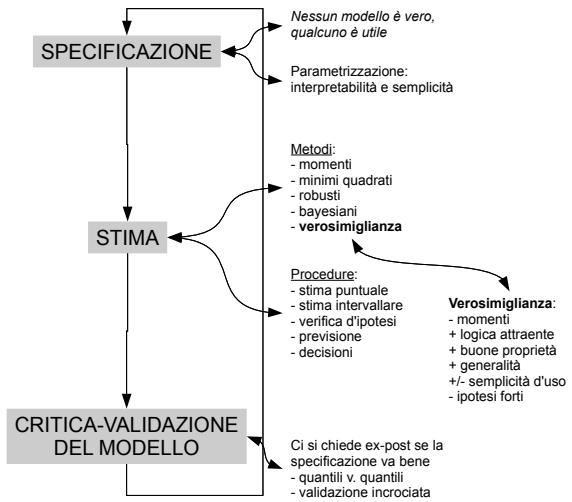 SPECIFICAZIONE
Nessun modello è vero,
qualcuno è utile
Parametrizzazione:
interpretabilità e semplicità
STIMA
Metodi:
- momenti
- minimi quadrati
- robusti
- bayesiani
- verosimiglianza
Procedure:
- stima puntuale
- stima intervallare
- verifica d'ipotesi
- previsione
- decisioni
Verosimiglianza:
- momenti
+ logica attraente
+ buone proprietà
+ generalità
+/- semplicità d'uso
- ipotesi forti
CRITICA-VALIDAZIONE
DEL MODELLO
Ci si chiede ex-post se la
specificazione va bene
- quantili v. quantili
- validazione incrociata